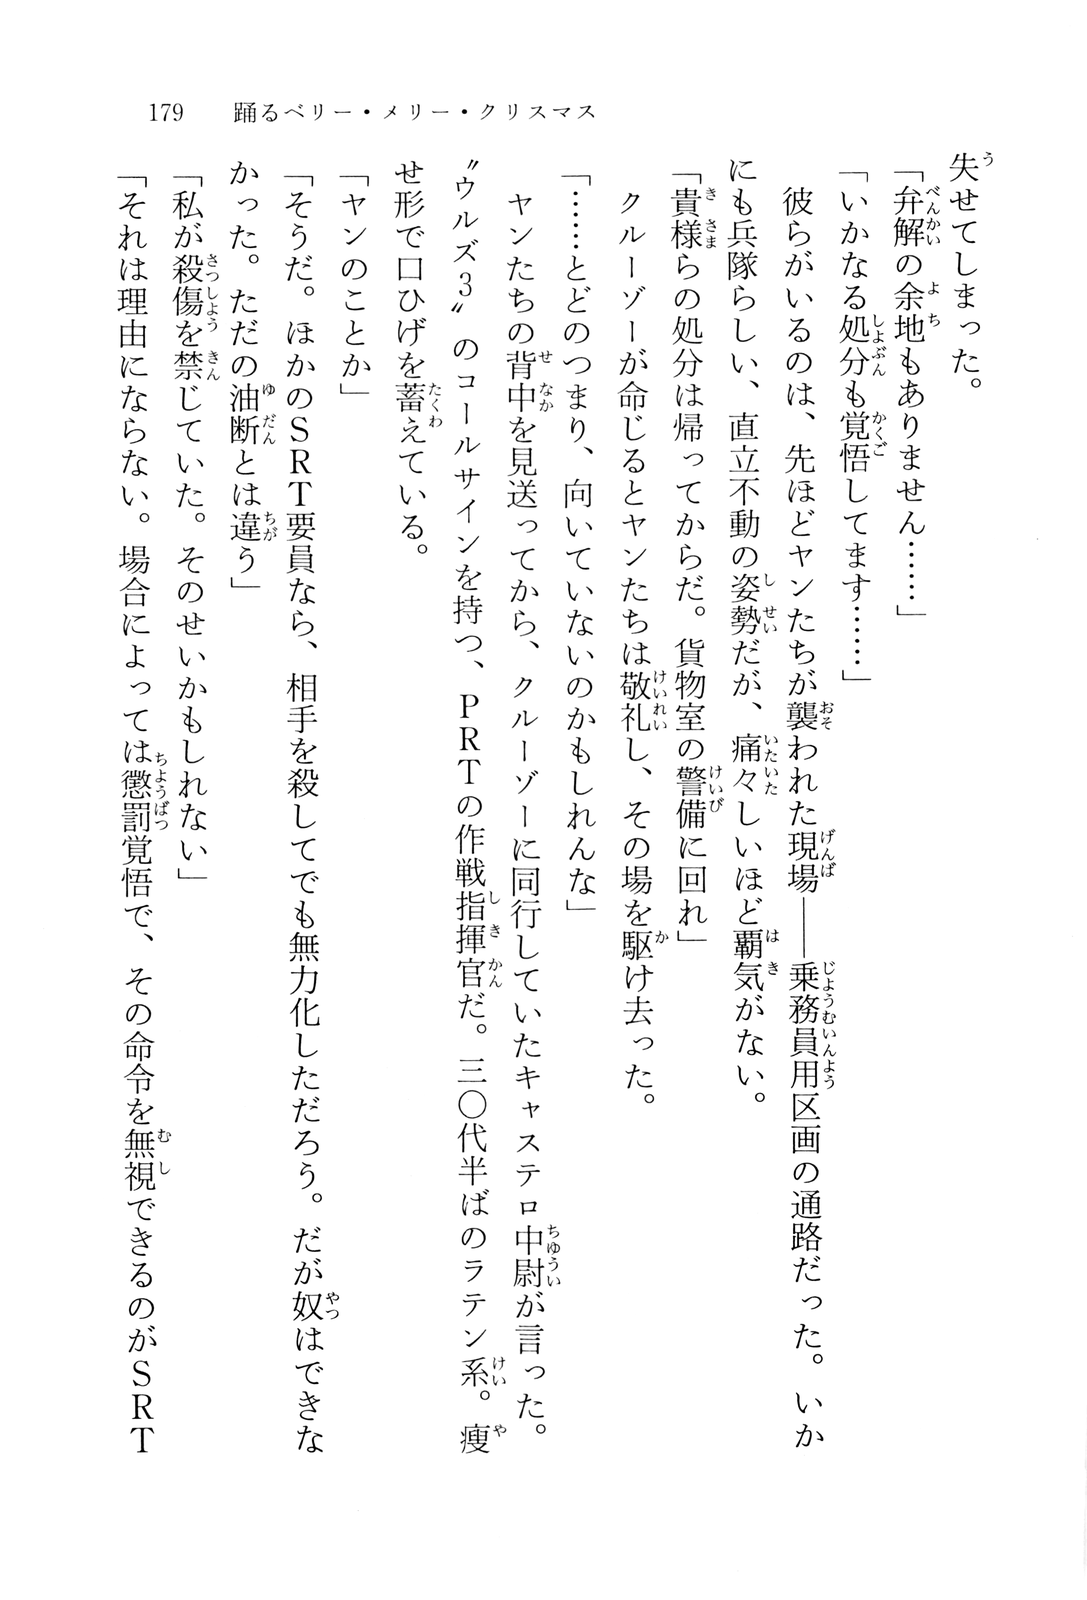 179　踊るベリー・メリー・クリスマス
失せてしまった。
「弁解の余地もありません……」
「いかなる処分も覚悟してます……」
　彼らがいるのは、先ほどヤンたちが襲われた現場――乗務員用区画の通路だった。いか
にも兵隊らしい、直立不動の姿勢だが、痛々しいほど覇気がない。
「貴様らの処分は帰ってからだ。貨物室の警備に回れ」
　クルーゾーが命じるとヤンたちは敬礼し、その場を駆け去った。
「……とどのつまり、向いていないのかもしれんな」
　ヤンたちの背中を見送ってから、クルーゾーに同行していたキャステロ中尉が言った。
〝ウルズ3〟のコールサインを持つ、PRTの作戦指揮官だ。三〇代半ばのラテン系。痩
せ形で口ひげを蓄えている。
「ヤンのことか」
「そうだ。ほかのSRT要員なら、相手を殺してでも無力化しただろう。だが奴はできな
かった。ただの油断とは違う」
「私が殺傷を禁じていた。そのせいかもしれない」
「それは理由にならない。場合によっては懲罰覚悟で、その命令を無視できるのがSRT